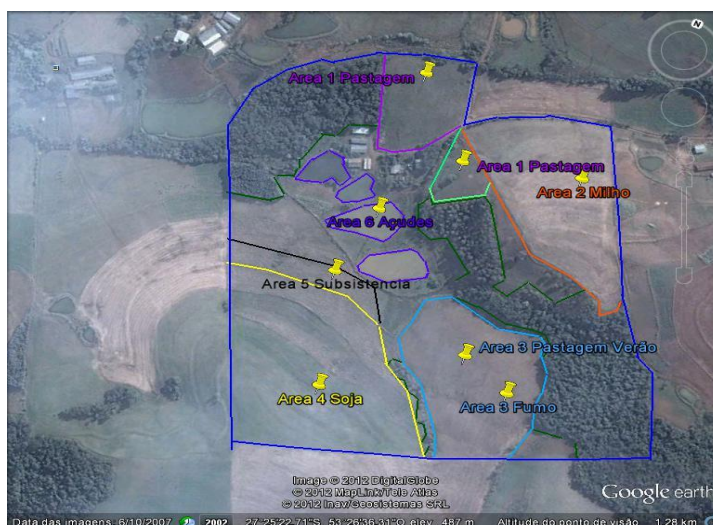 N
Area 1 Pastagem
Area 1 Pastagem
Area 2 Milho
Area 6 Açudes
Area 5 Subsistencia
Area 3 Pastagem Verão
Area 4 Soja
Area 3 Fumo
Image © 2012 DigitalGlobe
© 2012 MapLink/Tele Atlas
© 2012 Inav/Geosistemas SRL
Google earth
Data das imagens: 6/10/2007 2002 27°25'22.71"S 53°26'36.31"O elev 487 m Altitude do ponto de visão 1.28 km